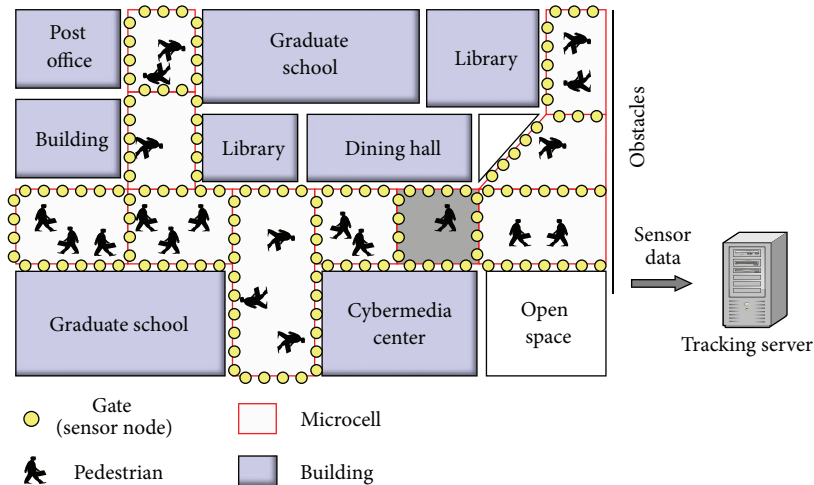 Post
office
Graduate
school
Library
Building
Library
Dining hall
Obstacles
Sensor
data
Graduate school
Cybermedia
center
Open
space
Tracking server
Gate
(sensor node)
Microcell
Pedestrian
Building